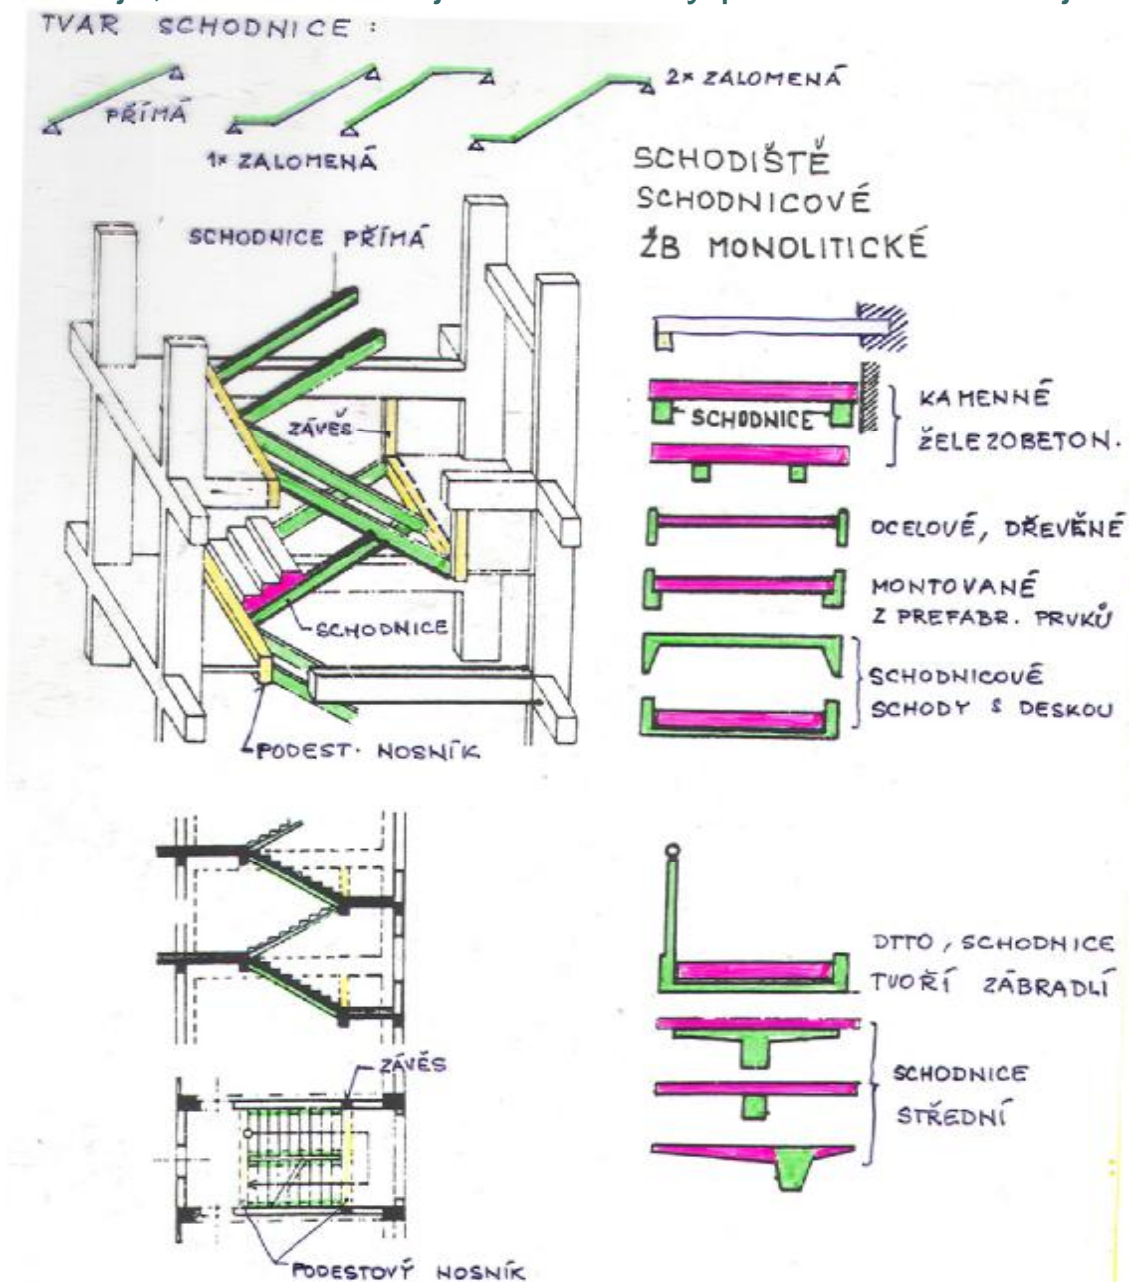 TVAR SCHODNICE :
PŘÍMÁ
1× ZALOMENÁ
2× ZALOMENÁ
SCHODIŠTĚ
SCHODNICOVÉ
ŽB MONOLITICKÉ
SCHODNICE PŘÍMÁ
ZÁVĚS
SCHODNICE
PODEST. NOSNÍK
SCHODNICE
KAMENNÉ
ŽELEZOBETON.
OCELOVÉ, DŘEVĚNÉ
MONTOVANÉ
Z PREFABR. PRVKŮ
SCHODNICOVÉ
SCHODY S DESKOU
ZÁVĚS
PODESTOVÝ NOSNÍK
DTTO, SCHODNICE
TVOŘÍ ZÁBRADLÍ
SCHODNICE
STŘEDNÍ